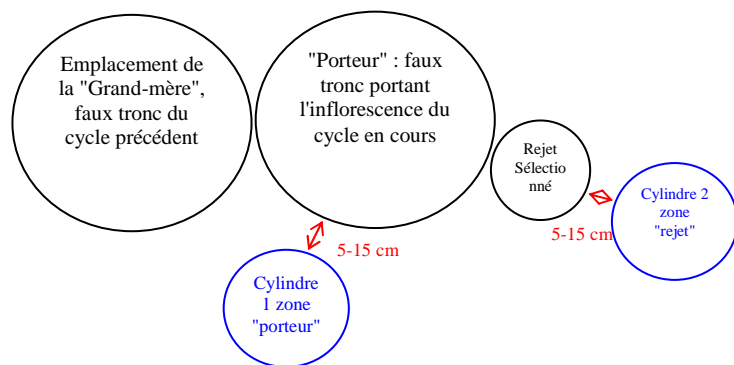 Emplacement de
la "Grand-mère",
faux tronc du
cycle précédent
"Porteur" : faux
tronc portant
l'inflorescence du
cycle en cours
Rejet
Sélectio
nné
Cylindre 2
zone
"rejet"
5-15 cm
5-15 cm
Cylindre
1 zone
"porteur"